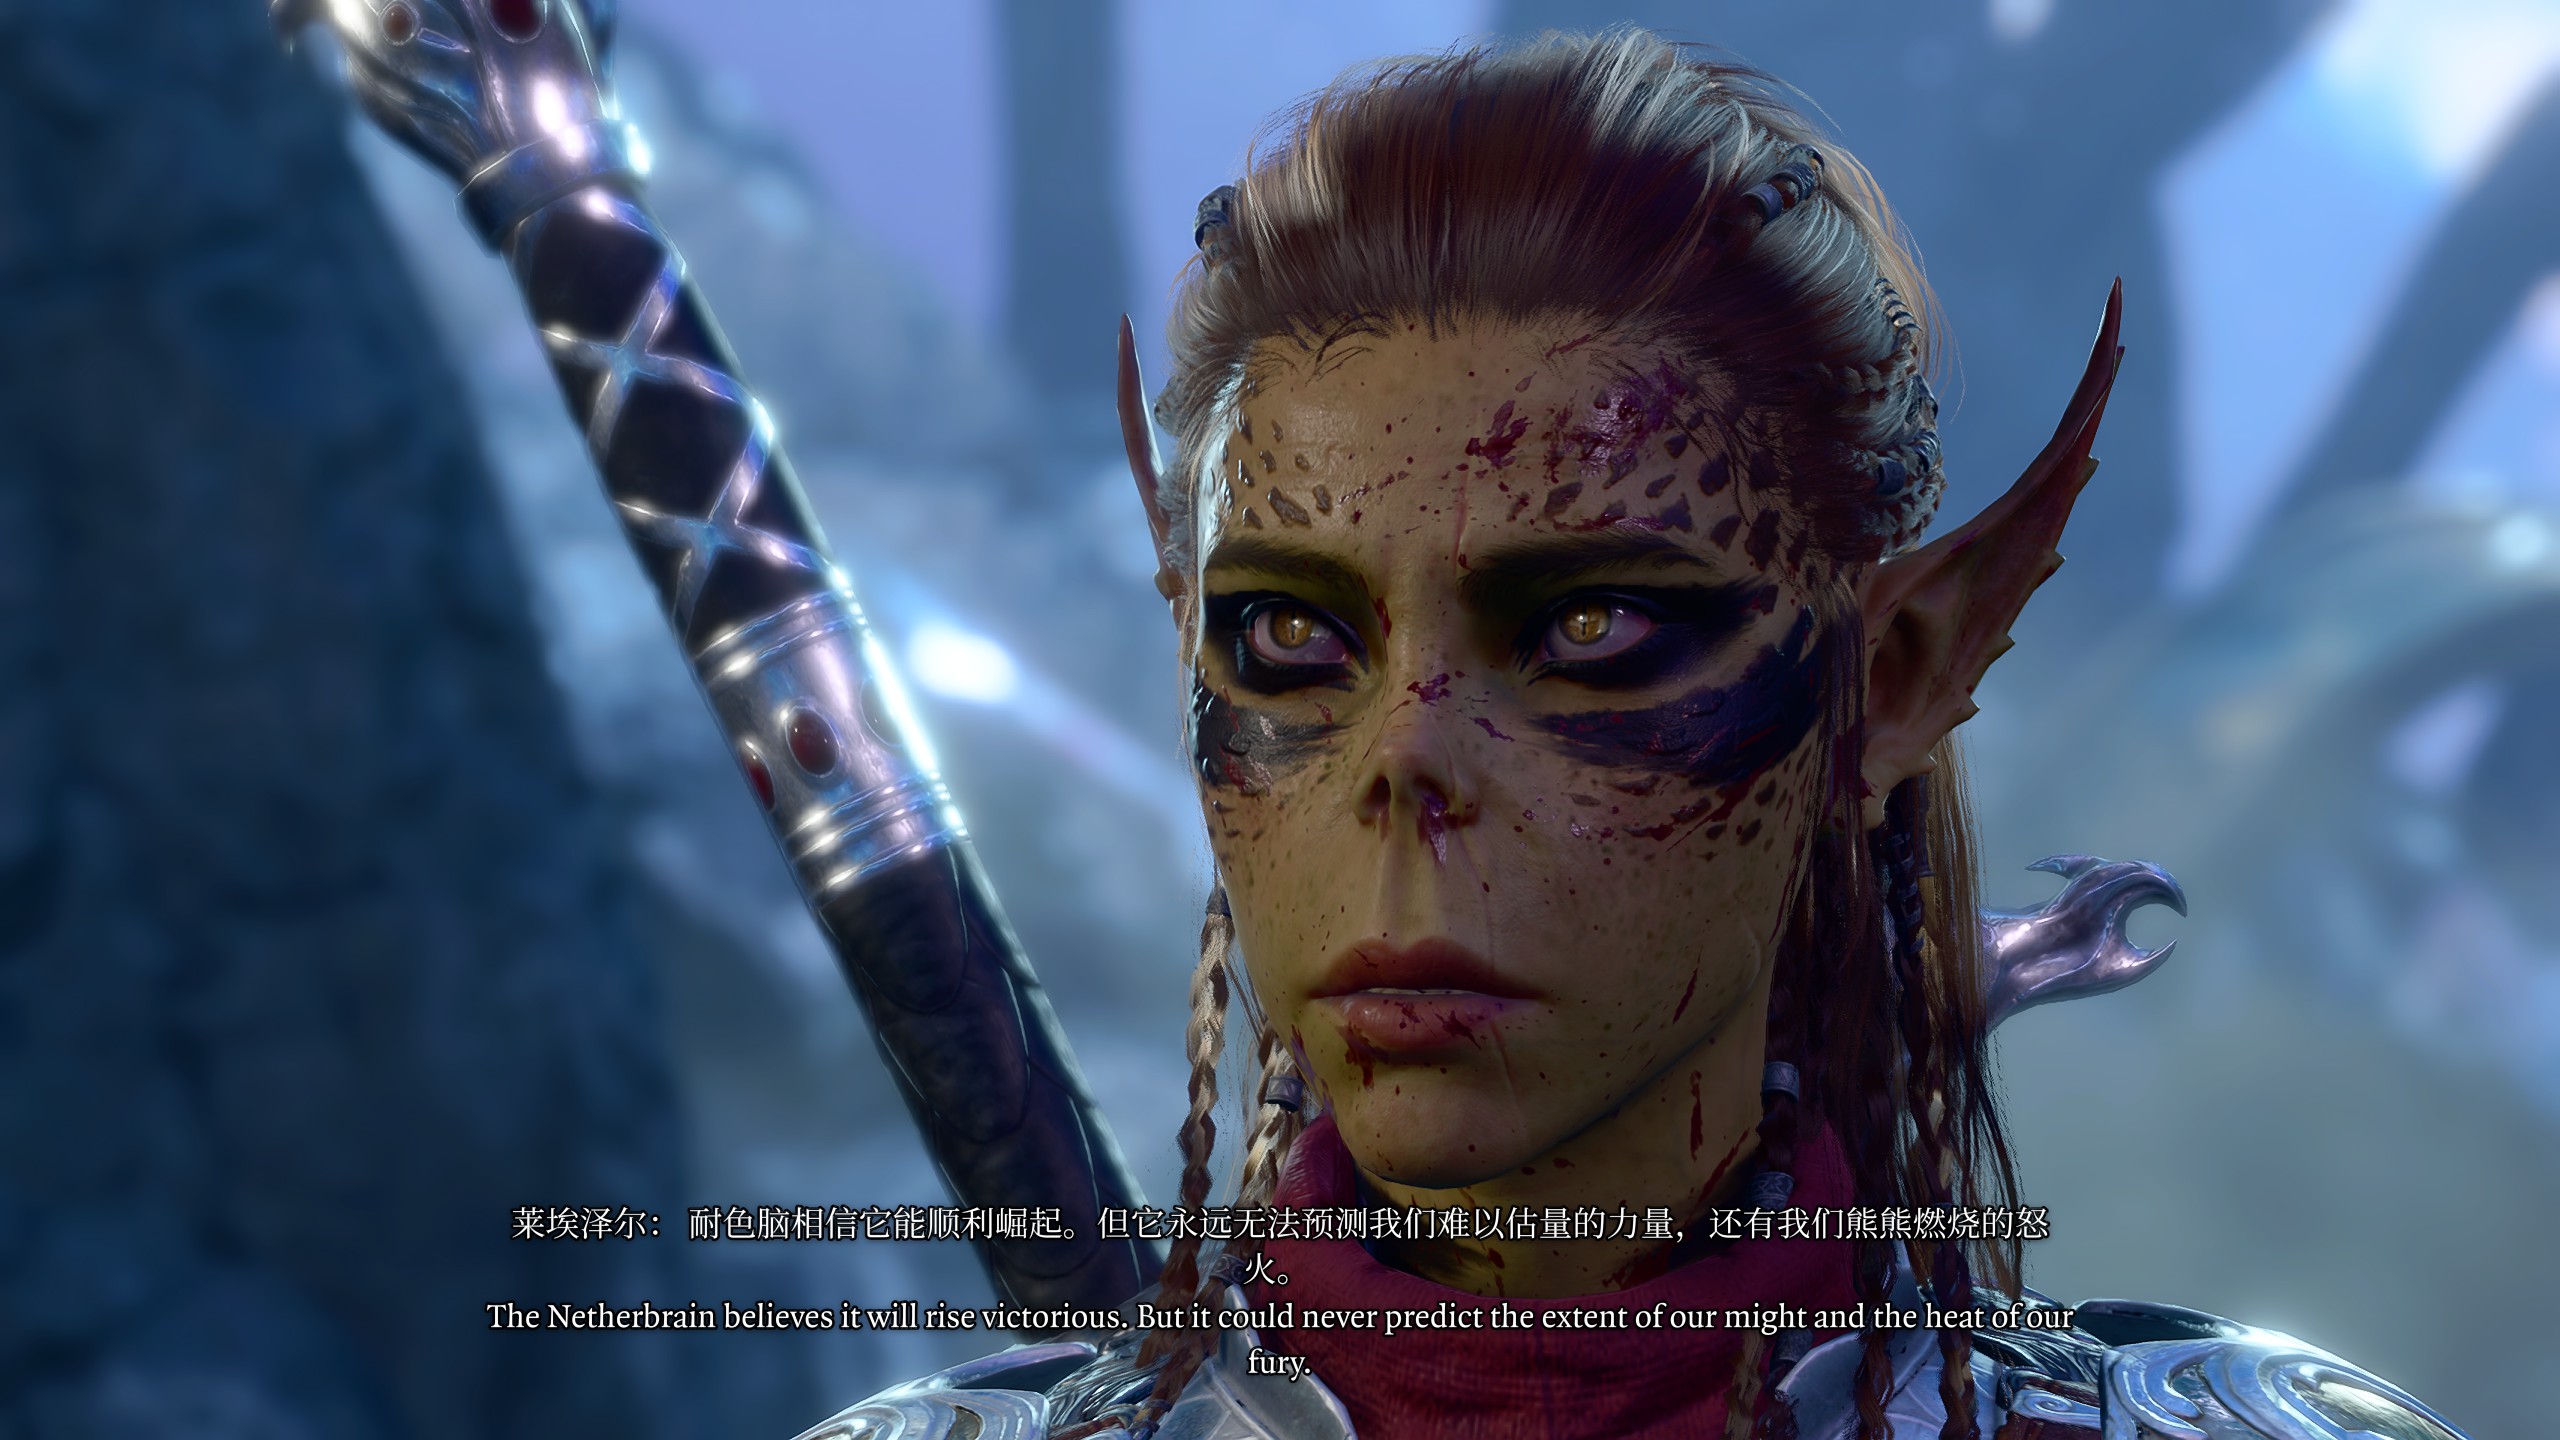 莱埃泽尔： 耐色脑相信它能顺利崛起。但它永远无法预测我们难以估量的力量，还有我们熊熊燃烧的怒
火。
The Netherbrain believes it will rise victorious. But it could never predict the extent of our might and the heat of our
fury.